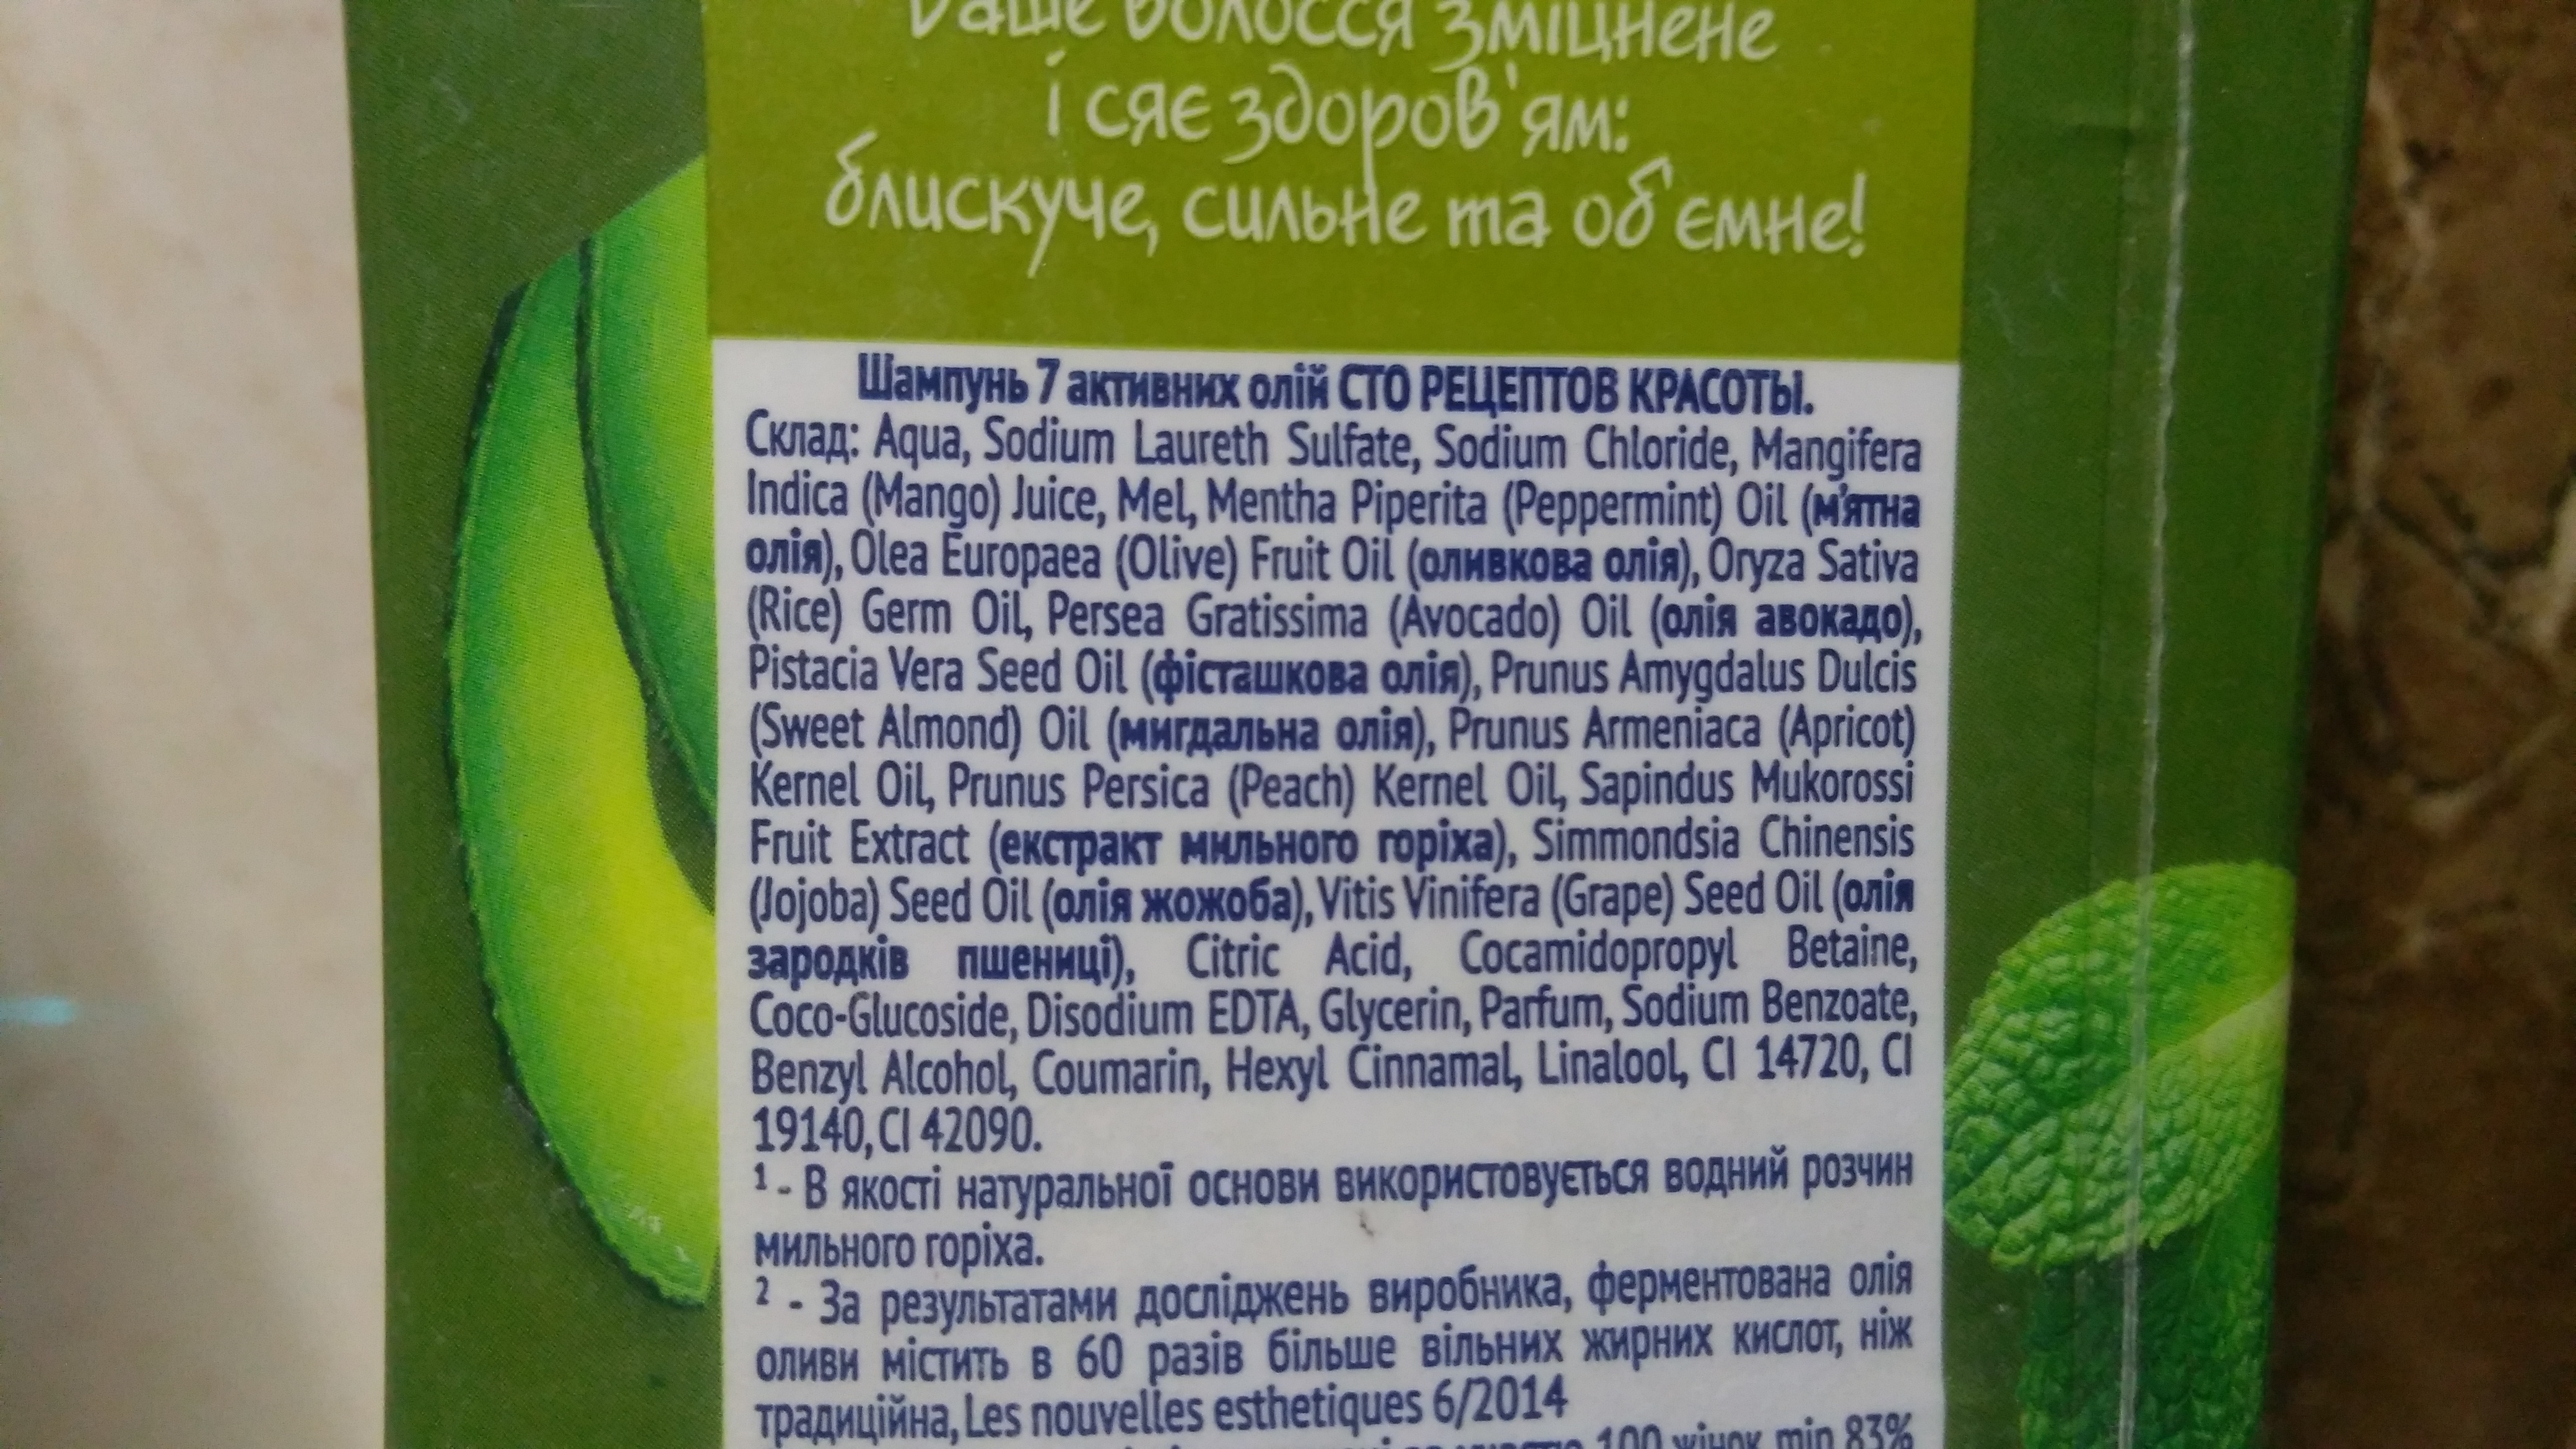 Ваше волосся зміцнене
і сяє здоров'ям:
блискуче, сильне та об'ємне!
Шампунь 7 активних олій СТО РЕЦЕПТОВ КРАСОТЫ.
Склад: Aqua, Sodium Laureth Sulfate, Sodium Chloride, Mangifera
Indica (Mango) Juice, Mel, Mentha Piperita (Peppermint) Oil (м'ятна
олія), Olea Europaea (Olive) Fruit Oil (оливкова олія), Oryza Sativa
(Rice) Germ Oil, Persea Gratissima (Avocado) Oil (олія авокадо),
Pistacia Vera Seed Oil (фісташкова олія), Prunus Amygdalus Dulcis
(Sweet Almond) Oil (мигдальна олія), Prunus Armeniaca (Apricot)
Kernel Oil, Prunus Persica (Peach) Kernel Oil, Sapindus Mukorossi
Fruit Extract (екстракт мильного горіха), Simmondsia Chinensis
(Jojoba) Seed Oil (олія жожоба), Vitis Vinifera (Grape) Seed Oil (олія
зародків пшениці), Citric Acid, Cocamidopropyl Betaine,
Coco-Glucoside, Disodium EDTA, Glycerin, Parfum, Sodium Benzoate,
Benzyl Alcohol, Coumarin, Hexyl Cinnamal, Linalool, CI 14720, CI
19140, CI 42090.
¹ - В якості натуральної основи використовується водний розчин
мильного горіха.
² - За результатами досліджень виробника, ферментована олія
оливи містить в 60 разів більше вільних жирних кислот, ніж
традиційна, Les nouvelles esthetiques 6/2014
100 жінок min 83%